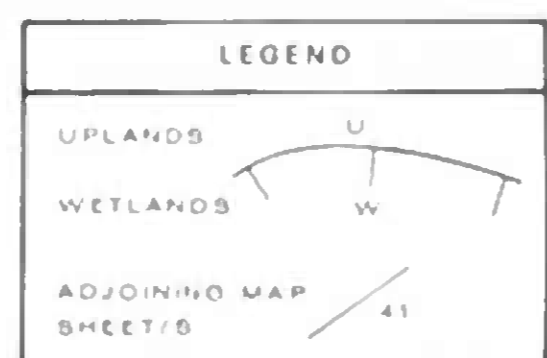 LEGEND
UPLANDS U
WETLANDS W
ADJOINING MAP
SHEET/S 41